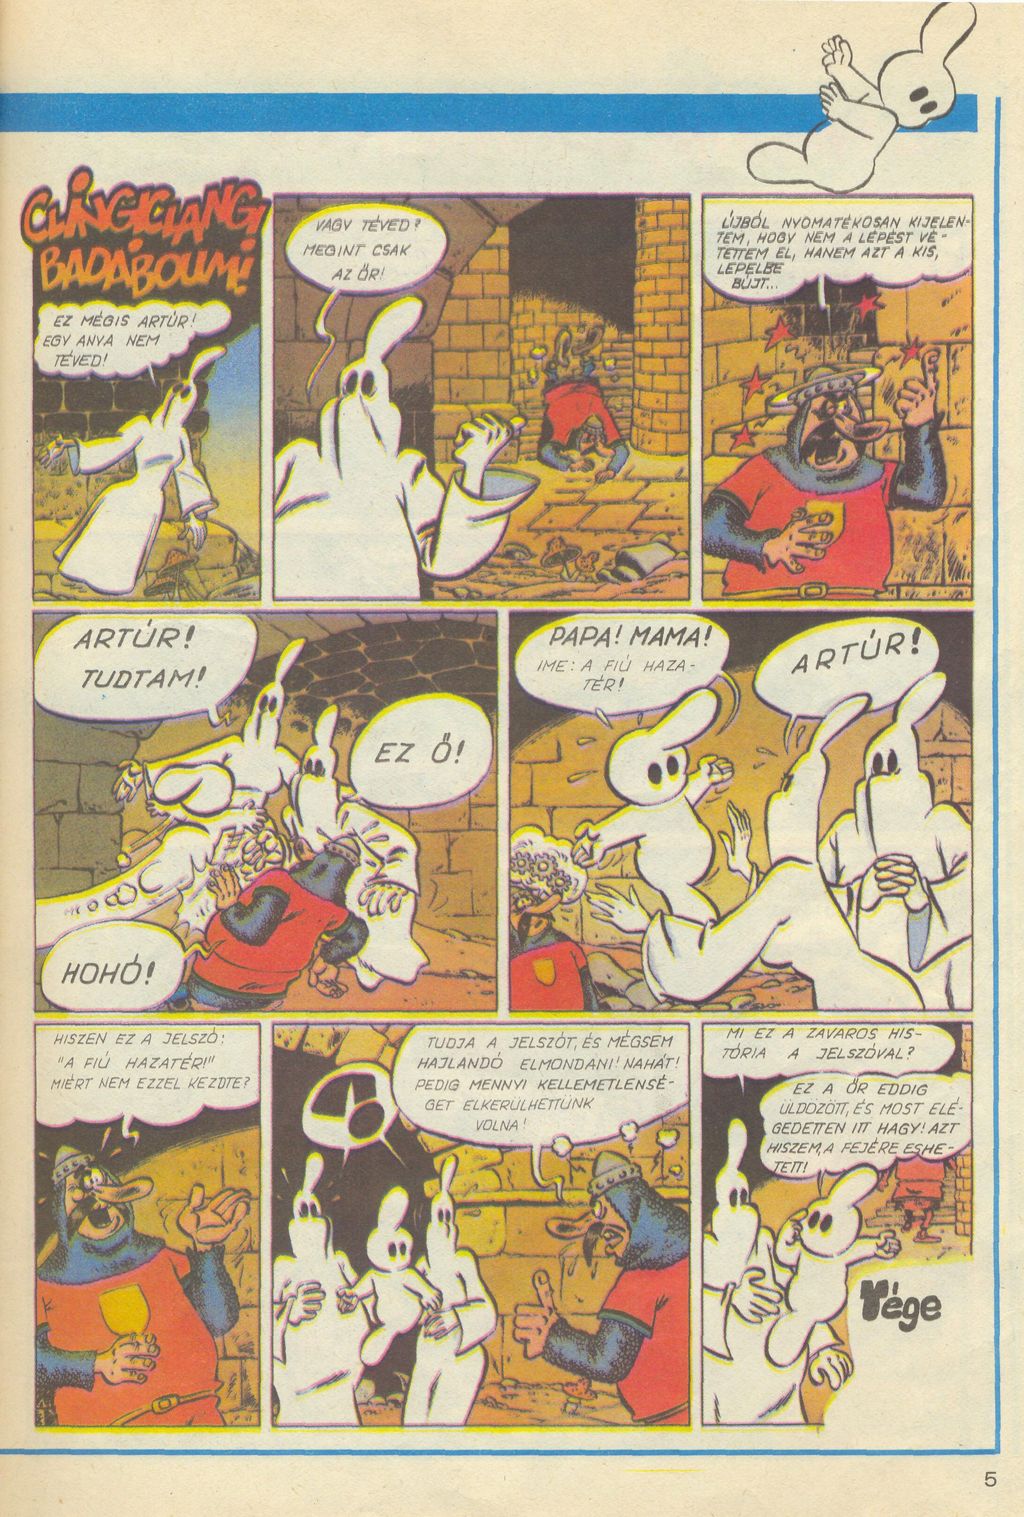 CLINGICLANGI
BADABOUMI
EZ MÉGIS ARTÚR!
EGY ANYA NEM
TÉVED!
VAGY TÉVED?
MEGINT CSAK
AZ ŐR!
ÚJBÓL NYOMATÉKOSAN KIJELEN-
TEM, HOGY NEM A LÉPÉST VÉ-
TETTEM EL, HANEM AZT A KIS,
LEPELBE
BÚJT...
ARTÚR!
TUDTAM!
EZ Ő!
HOHÓ!
PAPA! MAMA!
IME: A FIÚ HAZA-
TÉR!
ARTÚR!
HISZEN EZ A JELSZÓ:
"A FIÚ HAZATÉR!"
MIÉRT NEM EZZEL KEZDTE?
TUDJA A JELSZÓT, ÉS MÉGSEM
HAJLANDÓ ELMONDANI! NAHÁT!
PEDIG MENNYI KELLEMETLENSÉ-
GET ELKERÜLHETTÜNK
VOLNA!
MI EZ A ZAVAROS HIS-
TÓRIA A JELSZÓVAL?
EZ A ŐR EDDIG
ÜLDÖZÖTT, ÉS MOST ELÉ-
GEDETTEN ITT HAGY! AZT
HISZEM, A FEJÉRE ESHE-
TETT!
Vége
5